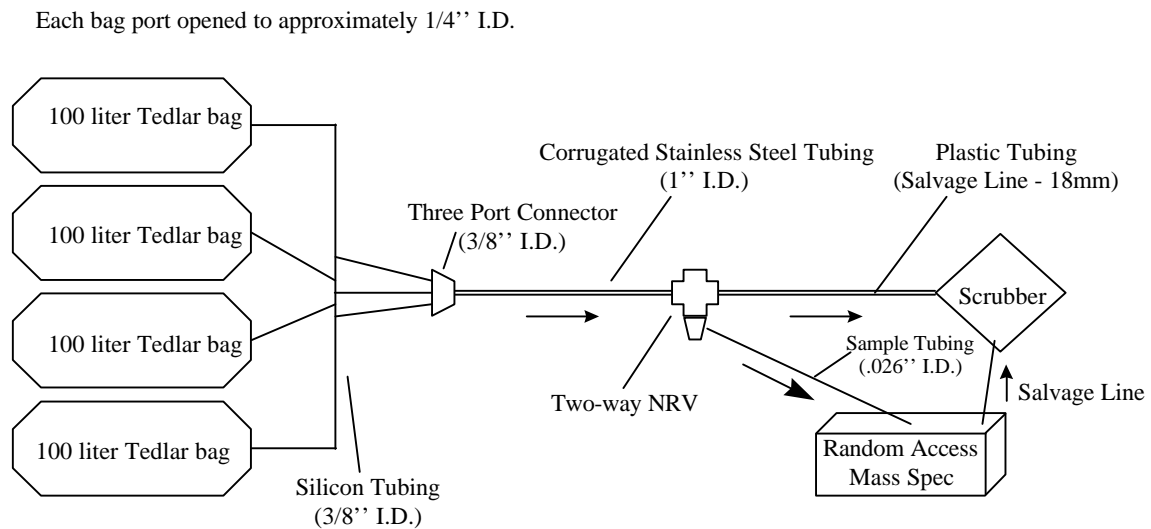 Each bag port opened to approximately 1/4’’ I.D.
100 liter Tedlar bag
100 liter Tedlar bag
100 liter Tedlar bag
100 liter Tedlar bag
Silicon Tubing
(3/8’’ I.D.)
Three Port Connector
(3/8’’ I.D.)
Corrugated Stainless Steel Tubing
(1’’ I.D.)
Two-way NRV
Plastic Tubing
(Salvage Line - 18mm)
Scrubber
Sample Tubing
(.026’’ I.D.)
Salvage Line
Random Access
Mass Spec